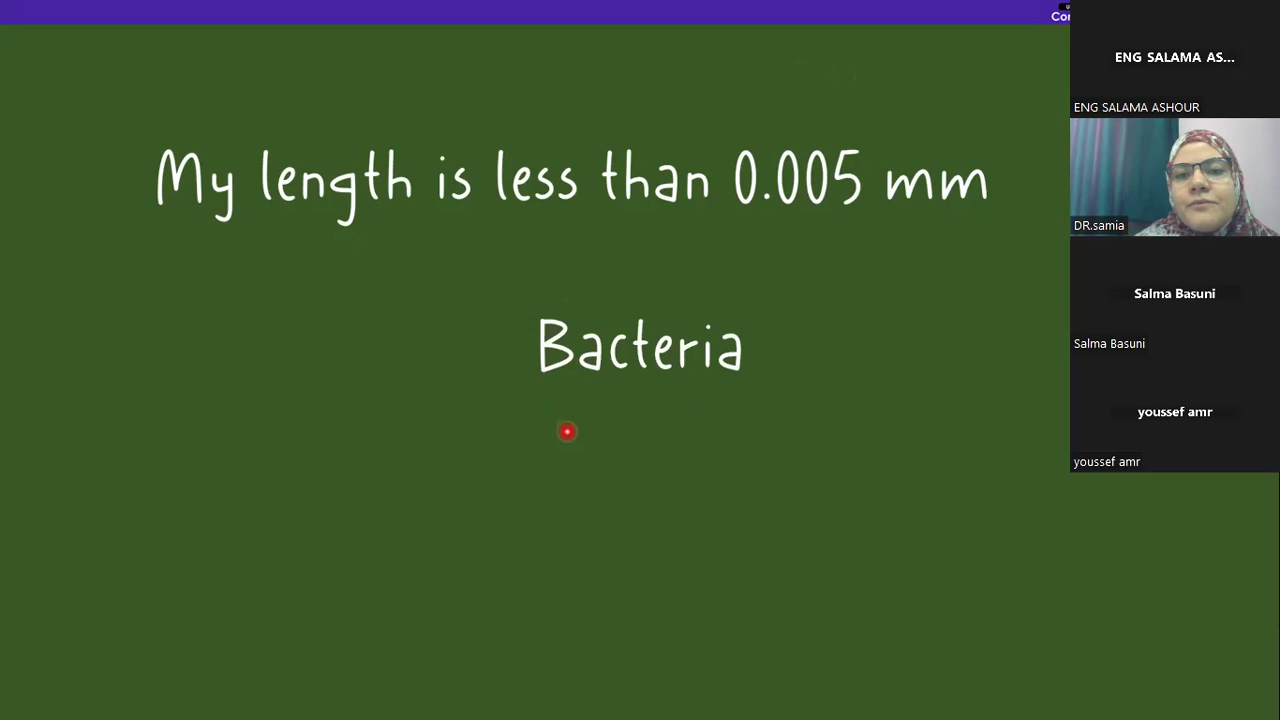 My length is less than 0.005 mm
Bacteria
ENG SALAMA AS...
ENG SALAMA ASHOUR
DR.samia
Salma Basuni
Salma Basuni
youssef amr
youssef amr